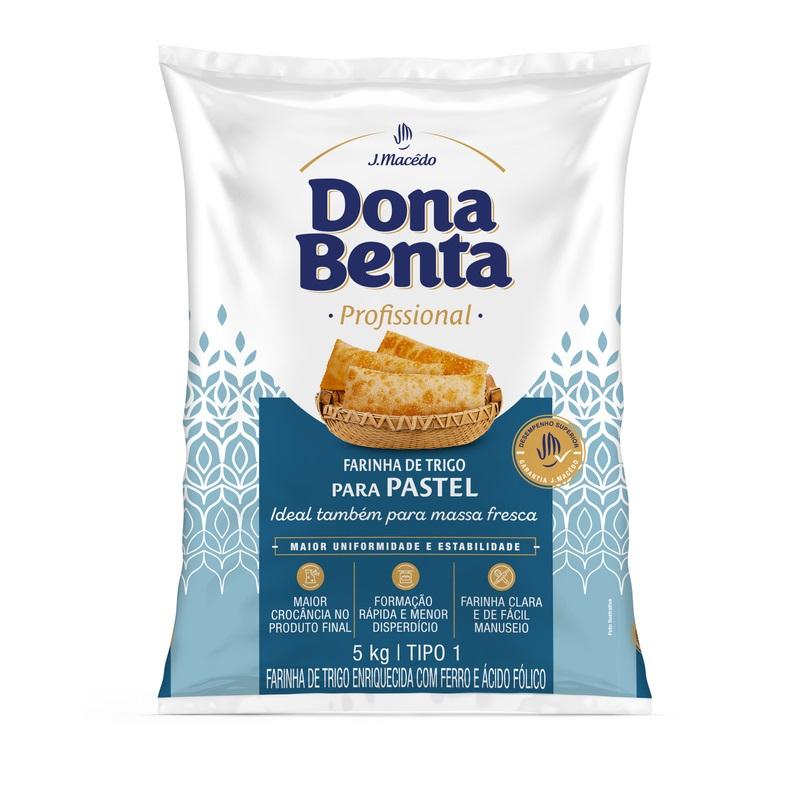 J.Macêdo
Dona
Benta
• Profissional •
DESEMPENHO SUPERIOR
GARANTIA J.MACÊDO
FARINHA DE TRIGO
PARA PASTEL
Ideal também para massa fresca
MAIOR UNIFORMIDADE E ESTABILIDADE
MAIOR
CROCÂNCIA NO
PRODUTO FINAL
FORMAÇÃO
RÁPIDA E MENOR
DISPERDÍCIO
FARINHA CLARA
E DE FÁCIL
MANUSEIO
Foto Ilustrativa
5 kg | TIPO 1
FARINHA DE TRIGO ENRIQUECIDA COM FERRO E ÁCIDO FÓLICO